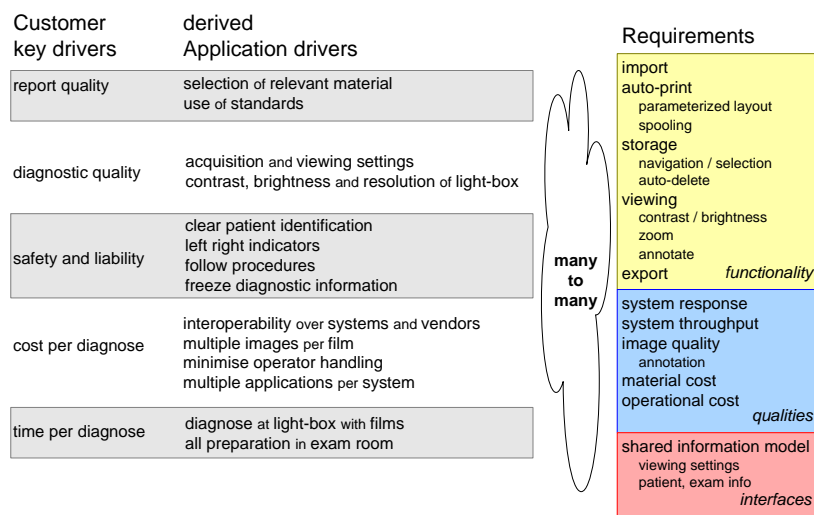 Customer
key drivers
derived
Application drivers
report quality
selection of relevant material
use of standards
diagnostic quality
acquisition and viewing settings
contrast, brightness and resolution of light-box
safety and liability
clear patient identification
left right indicators
follow procedures
freeze diagnostic information
cost per diagnose
interoperability over systems and vendors
multiple images per film
minimise operator handling
multiple applications per system
time per diagnose
diagnose at light-box with films
all preparation in exam room
many
to
many
Requirements
import
auto-print
parameterized layout
spooling
storage
navigation / selection
auto-delete
viewing
contrast / brightness
zoom
annotate
export
functionality
system response
system throughput
image quality
annotation
material cost
operational cost
qualities
shared information model
viewing settings
patient, exam info
interfaces